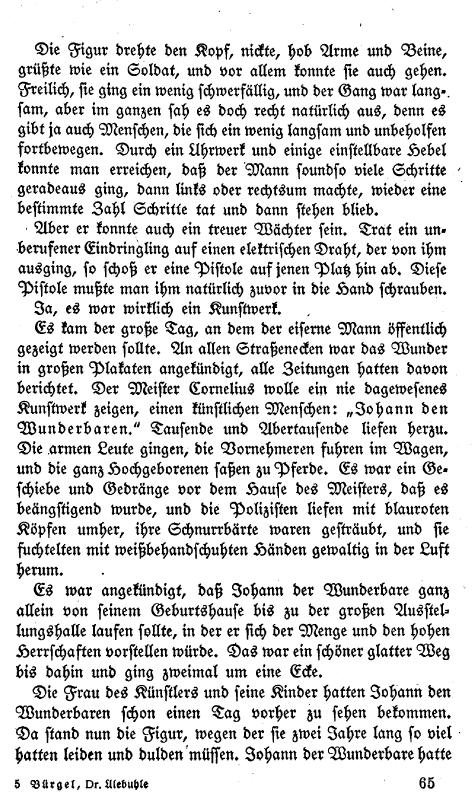 Die Figur drehte den Kopf, nickte, hob Arme und Beine,
grüßte wie ein Soldat, und vor allem konnte sie auch gehen.
Freilich, sie ging ein wenig schwerfällig, und der Gang war lang-
sam, aber im ganzen sah es doch recht natürlich aus, denn es
gibt ja auch Menschen, die sich ein wenig langsam und unbeholfen
fortbewegen. Durch ein Uhrwerk und einige einstellbare Hebel
konnte man erreichen, daß der Mann soundso viele Schritte
geradeaus ging, dann links oder rechtsum machte, wieder eine
bestimmte Zahl Schritte tat und dann stehen blieb.
Aber er konnte auch ein treuer Wächter sein. Trat ein un-
berufener Eindringling auf einen elektrischen Draht, der von ihm
ausging, so schoß er eine Pistole auf jenen Platz hin ab. Diese
Pistole mußte man ihm natürlich zuvor in die Hand schrauben.
Ja, es war wirklich ein Kunstwerk.
Es kam der große Tag, an dem der eiserne Mann öffentlich
gezeigt werden sollte. An allen Straßenecken war das Wunder
in großen Plakaten angekündigt, alle Zeitungen hatten davon
berichtet. Der Meister Cornelius wolle ein nie dagewesenes
Kunstwerk zeigen, einen künstlichen Menschen: „Johann den
Wunderbaren.“ Tausende und Abertausende liefen herzu.
Die armen Leute gingen, die Vornehmeren fuhren im Wagen,
und die ganz Hochgeborenen saßen zu Pferde. Es war ein Ge-
schiebe und Gedränge vor dem Hause des Meisters, daß es
beängstigend wurde, und die Polizisten liefen mit blauroten
Köpfen umher, ihre Schnurrbärte waren gesträubt, und sie
fuchtelten mit weißbehandschuhten Händen gewaltig in der Luft
herum.
Es war angekündigt, daß Johann der Wunderbare ganz
allein von seinem Geburtshause bis zu der großen Ausstel-
lungshalle laufen sollte, in der er sich der Menge und den hohen
Herrschaften vorstellen würde. Das war ein schöner glatter Weg
bis dahin und ging zweimal um eine Ecke.
Die Frau des Künstlers und seine Kinder hatten Johann den
Wunderbaren schon einen Tag vorher zu sehen bekommen.
Da stand nun die Figur, wegen der sie zwei Jahre lang so viel
hatten leiden und dulden müssen. Johann der Wunderbare hatte
5 Bürgel, Dr. Ulebuhle 65